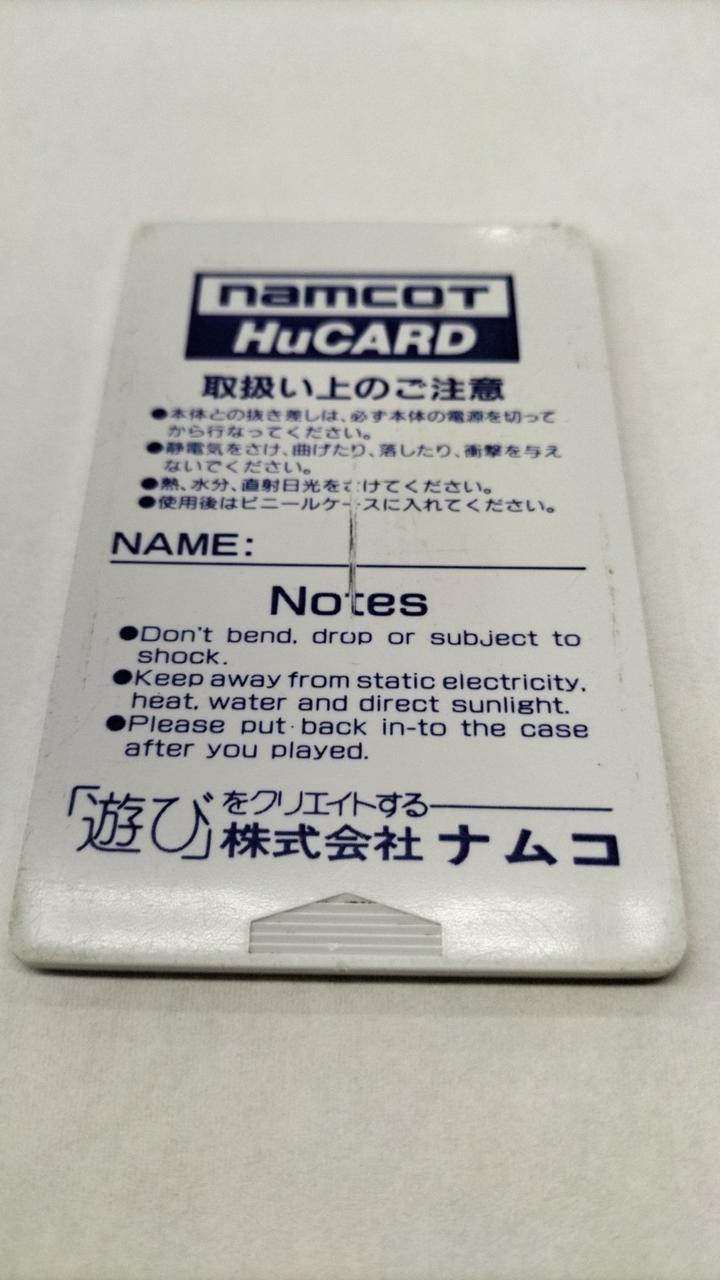 namcot
HuCARD
取扱い上のご注意
●本体との抜き差しは、必ず本体の電源を切って
から行なってください。
●静電気をさけ、曲げたり、落したり、衝撃を与え
ないでください。
●熱、水分、直射日光をさけてください。
●使用後はビニールケースに入れてください。
NAME:
Notes
●Don't bend, drop or subject to
shock.
●Keep away from static electricity,
heat, water and direct sunlight.
●Please put back in-to the case
after you played.
「遊び」をクリエイトする
株式会社ナムコ